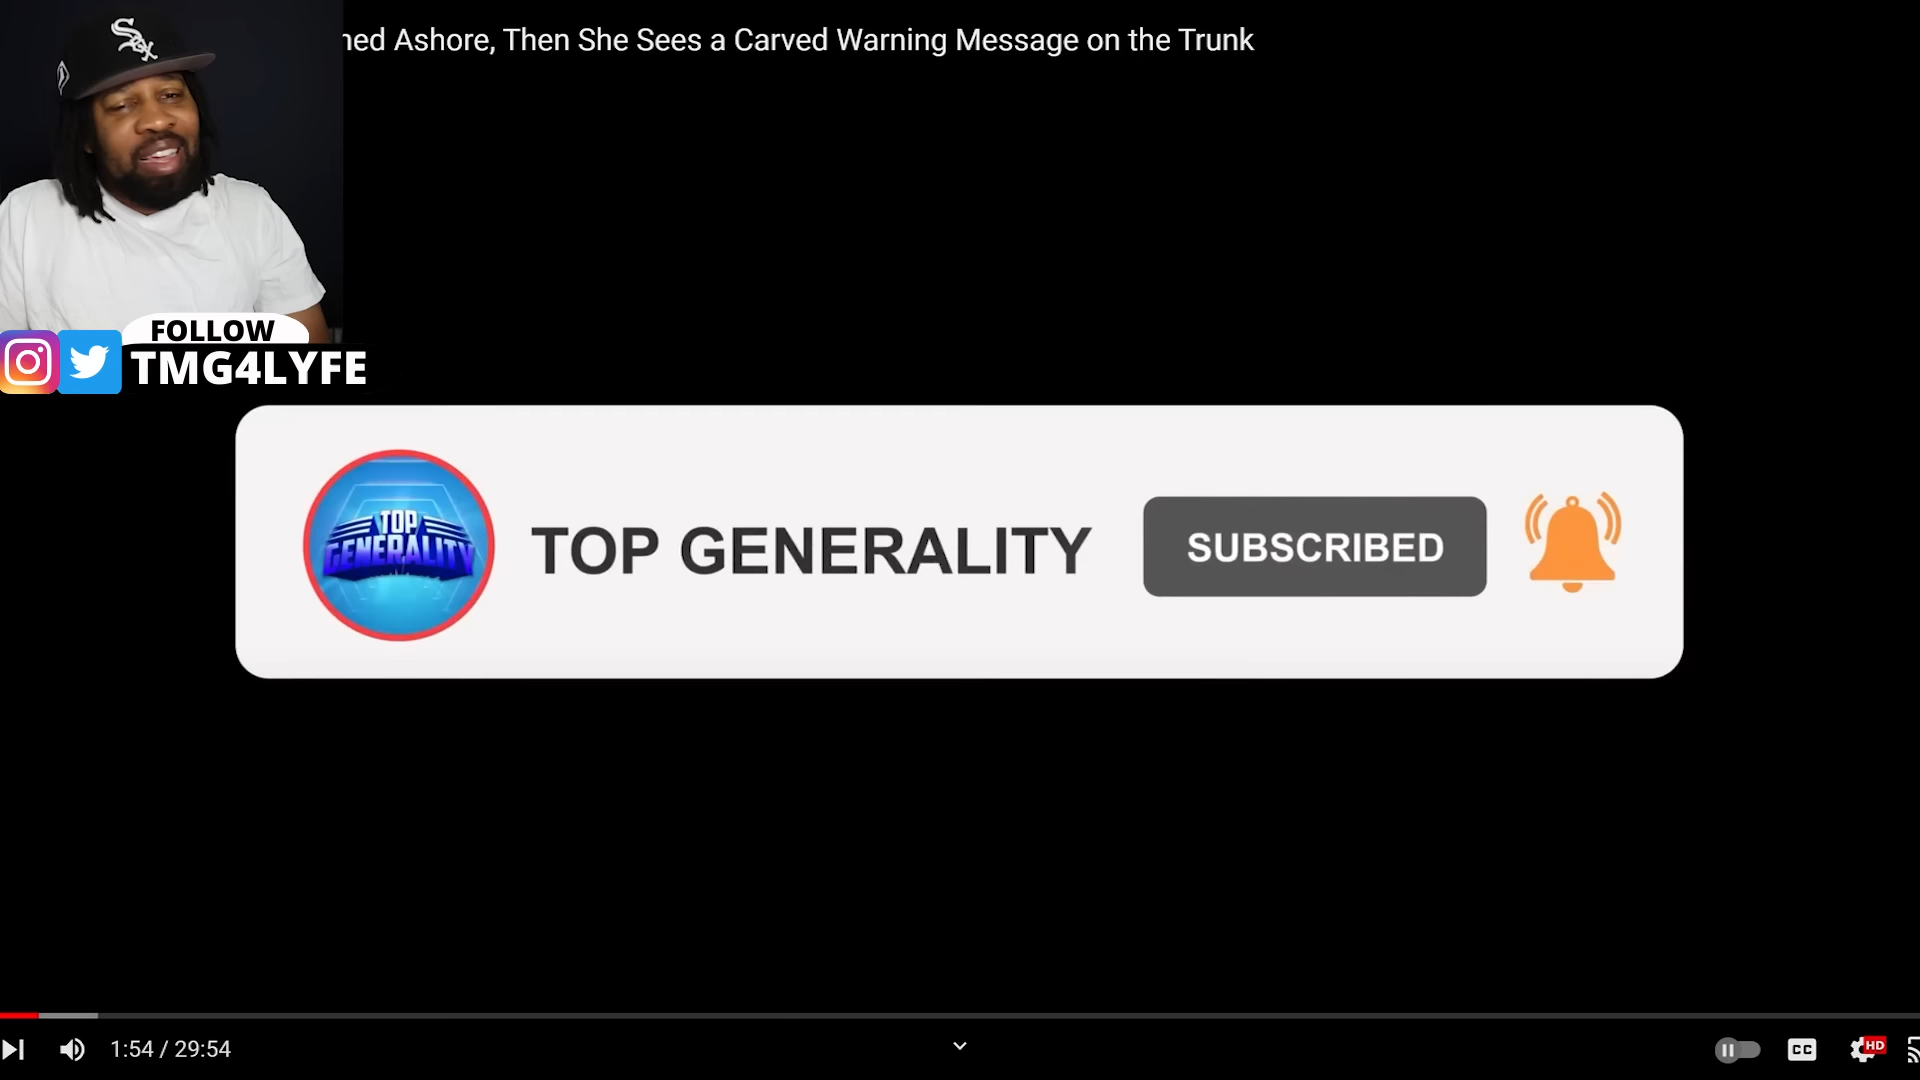 Sox
ned Ashore, Then She Sees a Carved Warning Message on the Trunk
FOLLOW
TMG4LYFE
TOP
GENERALITY
TOP GENERALITY
SUBSCRIBED
1:54 / 29:54
CC
HD